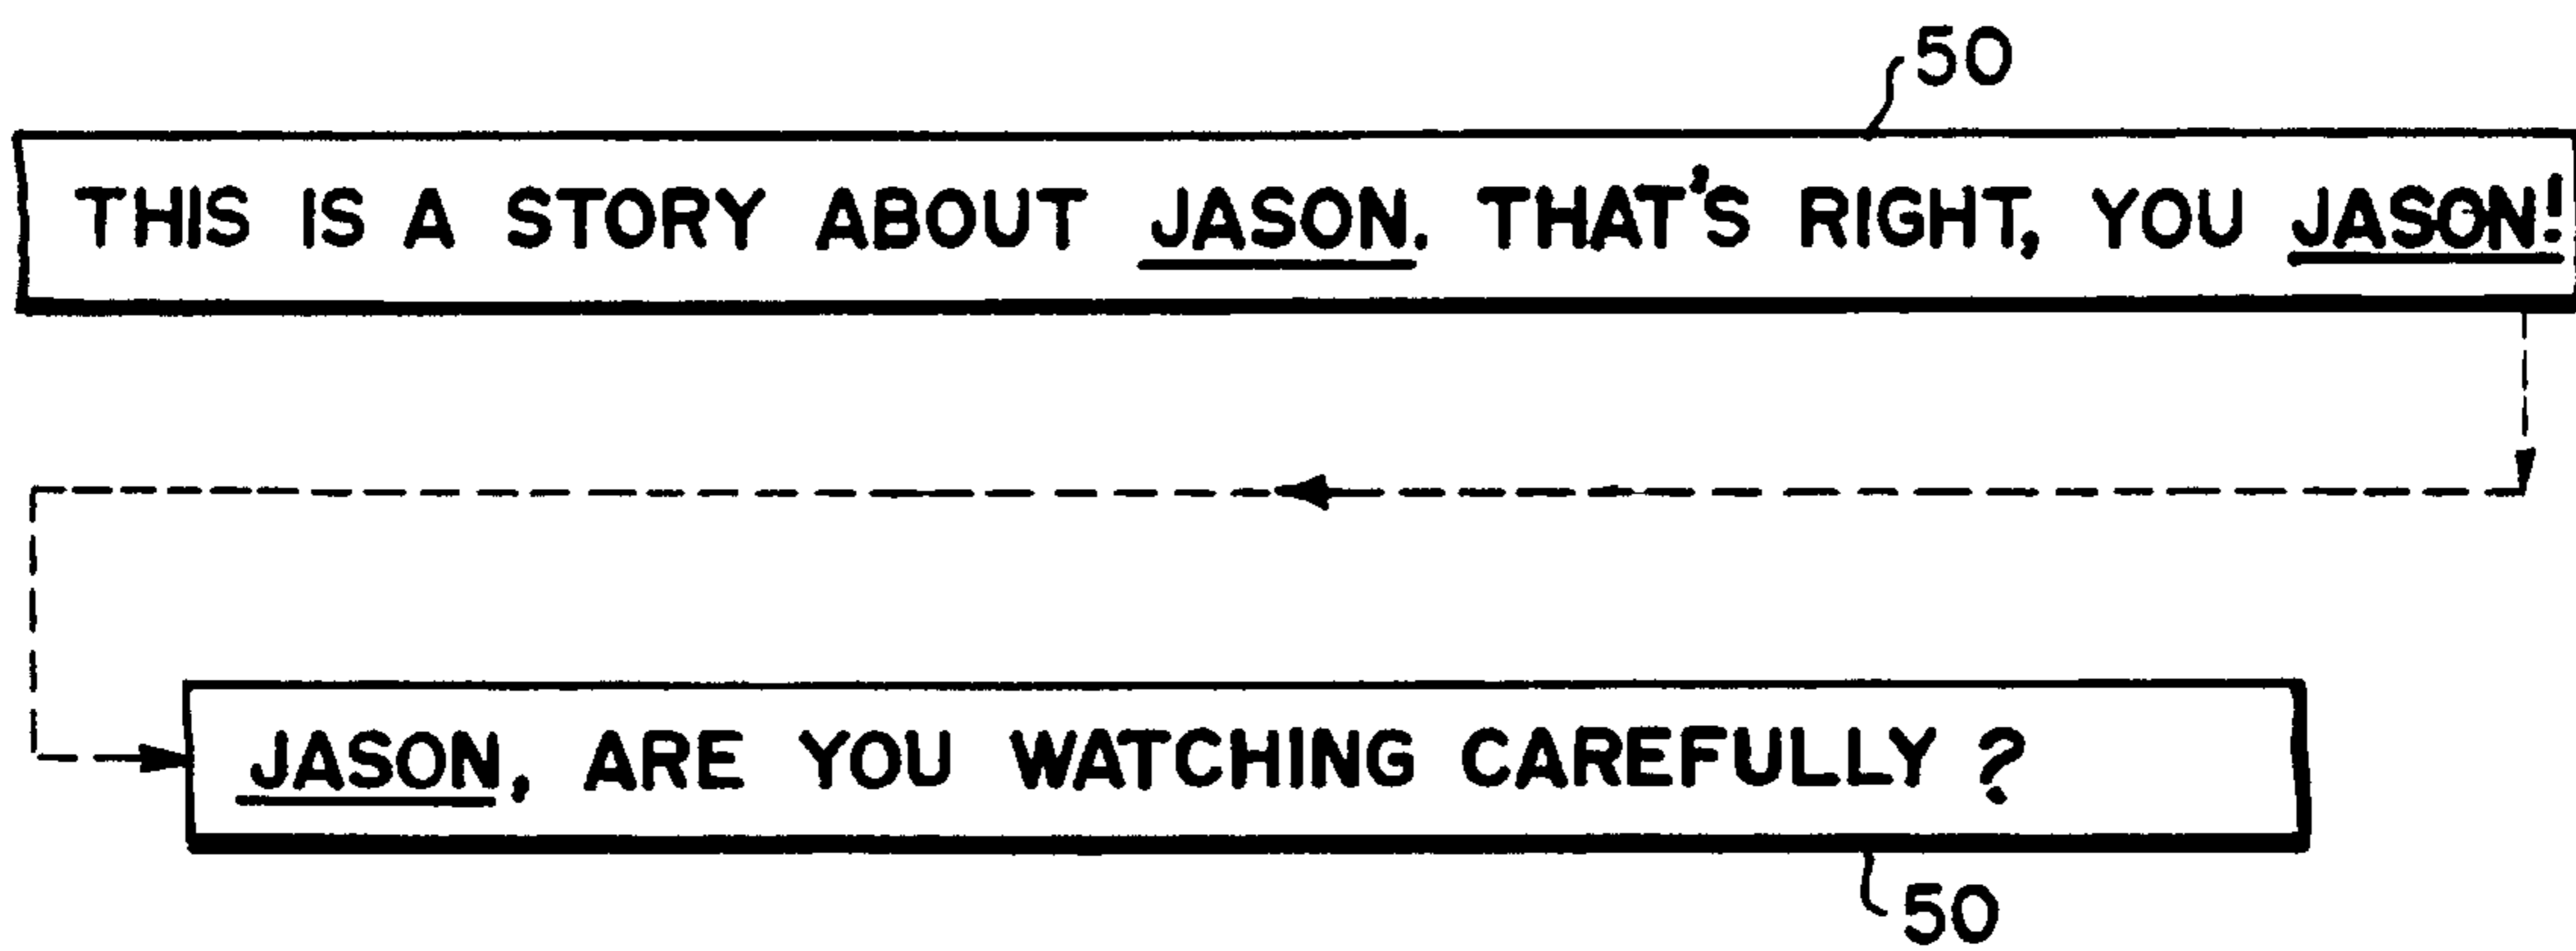 50
THIS IS A STORY ABOUT JASON. THAT'S RIGHT, YOU JASON!
JASON, ARE YOU WATCHING CAREFULLY ?
50